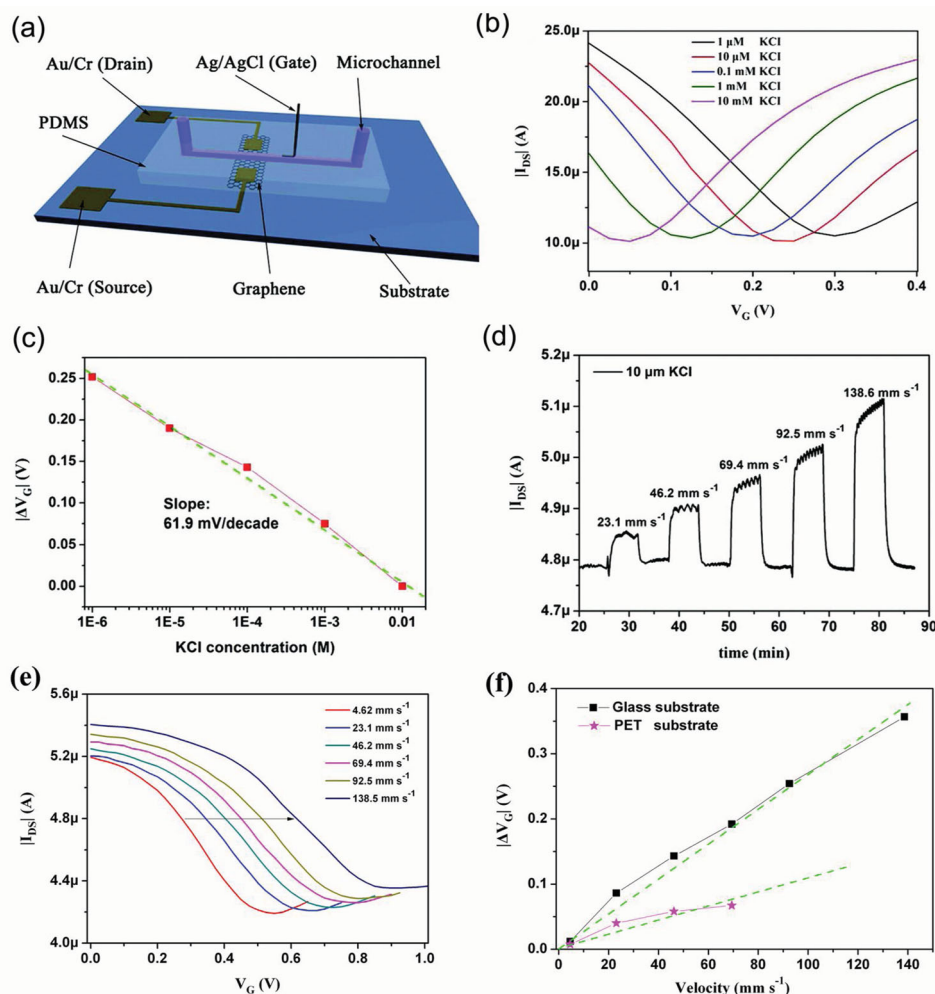 (a)
Au/Cr (Drain)
Ag/AgCl (Gate)
Microchannel
PDMS
Au/Cr (Source)
Graphene
Substrate
(b)
25.0μ
20.0μ
15.0μ
10.0μ
|I_DS| (A)
1 μM KCl
10 μM KCl
0.1 mM KCl
1 mM KCl
10 mM KCl
0.0 0.1 0.2 0.3 0.4
V_G (V)
(c)
0.25
0.20
0.15
0.10
0.05
0.00
|ΔV_G| (V)
Slope:
61.9 mV/decade
1E-6 1E-5 1E-4 1E-3 0.01
KCl concentration (M)
(d)
5.2μ
5.1μ
5.0μ
4.9μ
4.8μ
4.7μ
|I_DS| (A)
10 μm KCl
23.1 mm s⁻¹
46.2 mm s⁻¹
69.4 mm s⁻¹
92.5 mm s⁻¹
138.6 mm s⁻¹
20 30 40 50 60 70 80 90
time (min)
(e)
5.6μ
5.2μ
4.8μ
4.4μ
4.0μ
|I_DS| (A)
4.62 mm s⁻¹
23.1 mm s⁻¹
46.2 mm s⁻¹
69.4 mm s⁻¹
92.5 mm s⁻¹
138.5 mm s⁻¹
0.0 0.2 0.4 0.6 0.8 1.0
V_G (V)
(f)
0.4
0.3
0.2
0.1
0.0
|ΔV_G| (V)
Glass substrate
PET substrate
0 20 40 60 80 100 120 140
Velocity (mm s⁻¹)